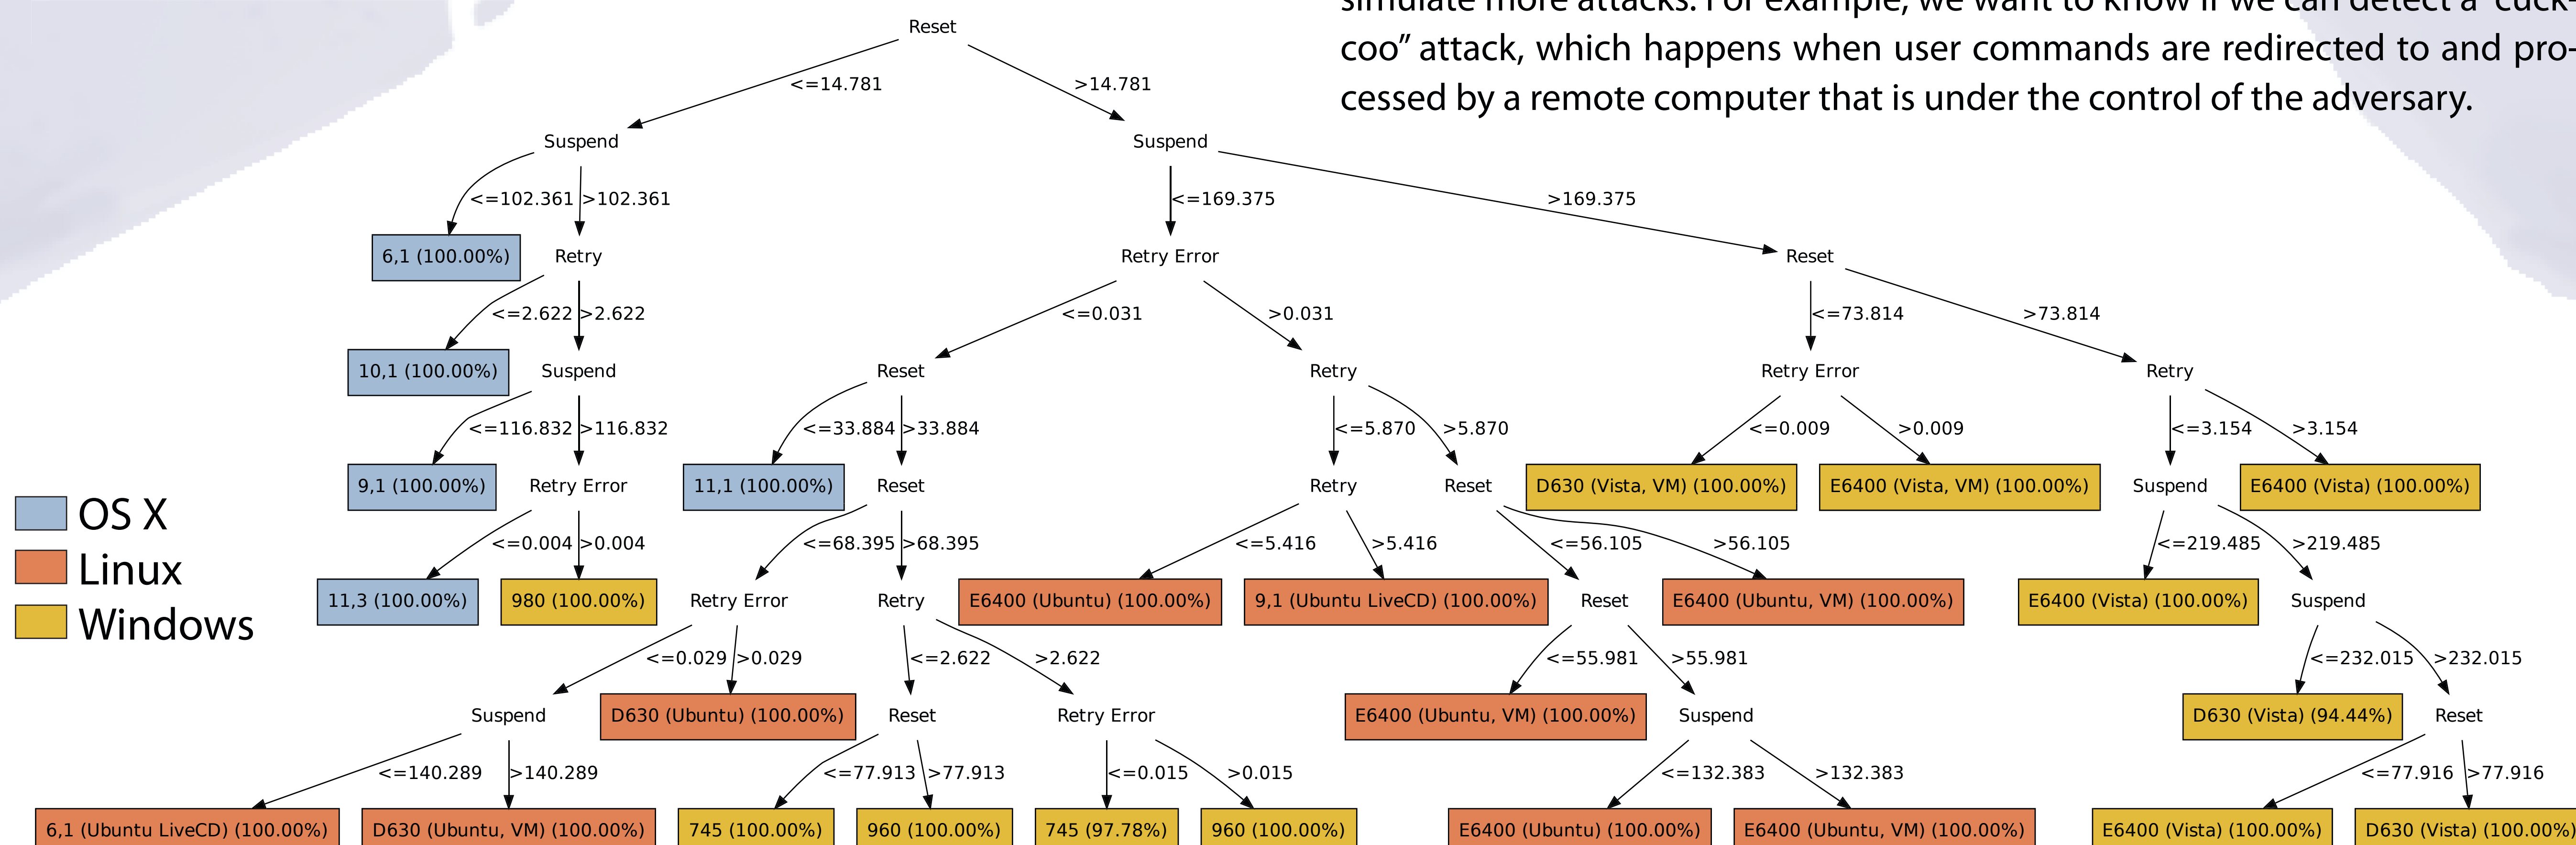 simulate more attacks. For example, we want to know if we can detect a “cuck-
coo” attack, which happens when user commands are redirected to and pro-
cessed by a remote computer that is under the control of the adversary.
Reset
<=14.781 >14.781
Suspend Suspend
<=102.361 >102.361 <=169.375 >169.375
6,1 (100.00%) Retry Retry Error Reset
<=2.622 >2.622 <=0.031 >0.031 <=73.814 >73.814
10,1 (100.00%) Suspend Reset Retry Retry Error Retry
<=116.832 >116.832 <=33.884 >33.884 <=5.870 >5.870 <=0.009 >0.009 <=3.154 >3.154
9,1 (100.00%) Retry Error 11,1 (100.00%) Reset Retry Reset D630 (Vista, VM) (100.00%) E6400 (Vista, VM) (100.00%) Suspend E6400 (Vista) (100.00%)
<=0.004 >0.004 <=68.395 >68.395 <=5.416 >5.416 <=56.105 >56.105 <=219.485 >219.485
11,3 (100.00%) 980 (100.00%) Retry Error Retry E6400 (Ubuntu) (100.00%) 9,1 (Ubuntu LiveCD) (100.00%) Reset E6400 (Ubuntu, VM) (100.00%) E6400 (Vista) (100.00%) Suspend
<=0.029 >0.029 <=2.622 >2.622 <=55.981 >55.981 <=232.015 >232.015
Suspend D630 (Ubuntu) (100.00%) Reset Retry Error E6400 (Ubuntu, VM) (100.00%) Suspend D630 (Vista) (94.44%) Reset
<=140.289 >140.289 <=77.913 >77.913 <=0.015 >0.015 <=132.383 >132.383 <=77.916 >77.916
6,1 (Ubuntu LiveCD) (100.00%) D630 (Ubuntu, VM) (100.00%) 745 (100.00%) 960 (100.00%) 745 (97.78%) 960 (100.00%) E6400 (Ubuntu) (100.00%) E6400 (Ubuntu, VM) (100.00%) E6400 (Vista) (100.00%) D630 (Vista) (100.00%)
OS X
Linux
Windows